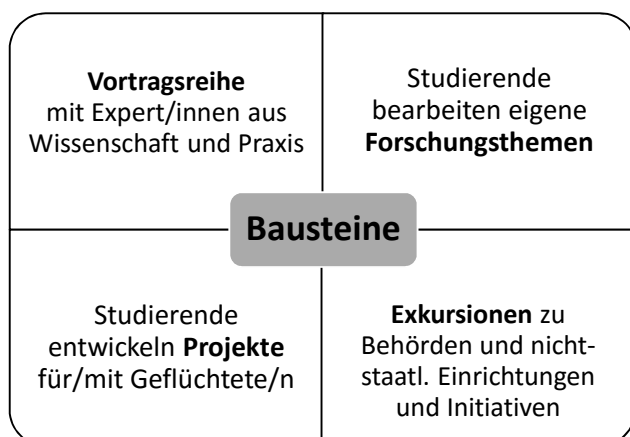 Vortragsreihe
mit Expert/innen aus
Wissenschaft und Praxis
Studierende
bearbeiten eigene
Forschungsthemen
Bausteine
Studierende
entwickeln Projekte
für/mit Geflüchtete/n
Exkursionen zu
Behörden und nicht-
staatl. Einrichtungen
und Initiativen